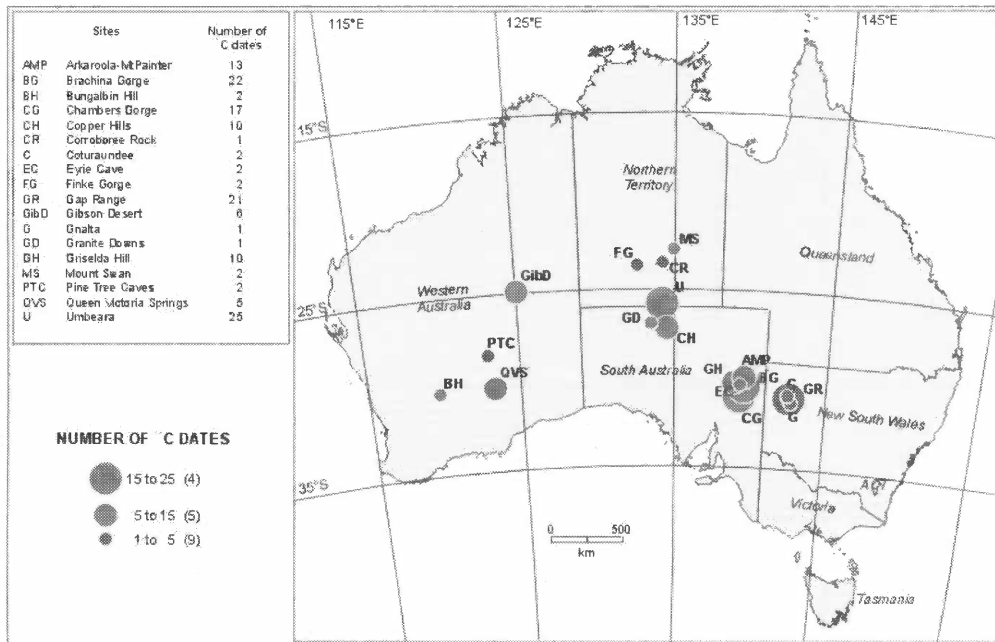 Sites Number of
C dates
AMP Arkaroola-Mt Painter 13
BG Brachina Gorge 22
BH Bungalbin Hill 2
CG Chambers Gorge 17
CH Copper Hills 10
CR Corroboree Rock 1
C Coturaundee 2
EC Eyrie Cave 2
FG Finke Gorge 2
GR Gap Range 21
GibD Gibson Desert 6
G Gnalta 1
GD Granite Downs 1
GH Griselda Hill 10
MS Mount Swan 2
PTC Pine Tree Caves 2
QVS Queen Victoria Springs 5
U Umbeara 25
NUMBER OF C DATES
15 to 25 (4)
5 to 15 (5)
1 to 5 (9)
115°E 125°E 135°E 145°E
15°S
25°S
35°S
Northern
Territory
Queensland
Western
Australia
South Australia
New South Wales
Victoria
Tasmania
MS
FG
CR
GibD
U
GD
CH
PTC
QVS
BH
AMP
GH
BG
EC
CG
C
GR
G
0 500
km